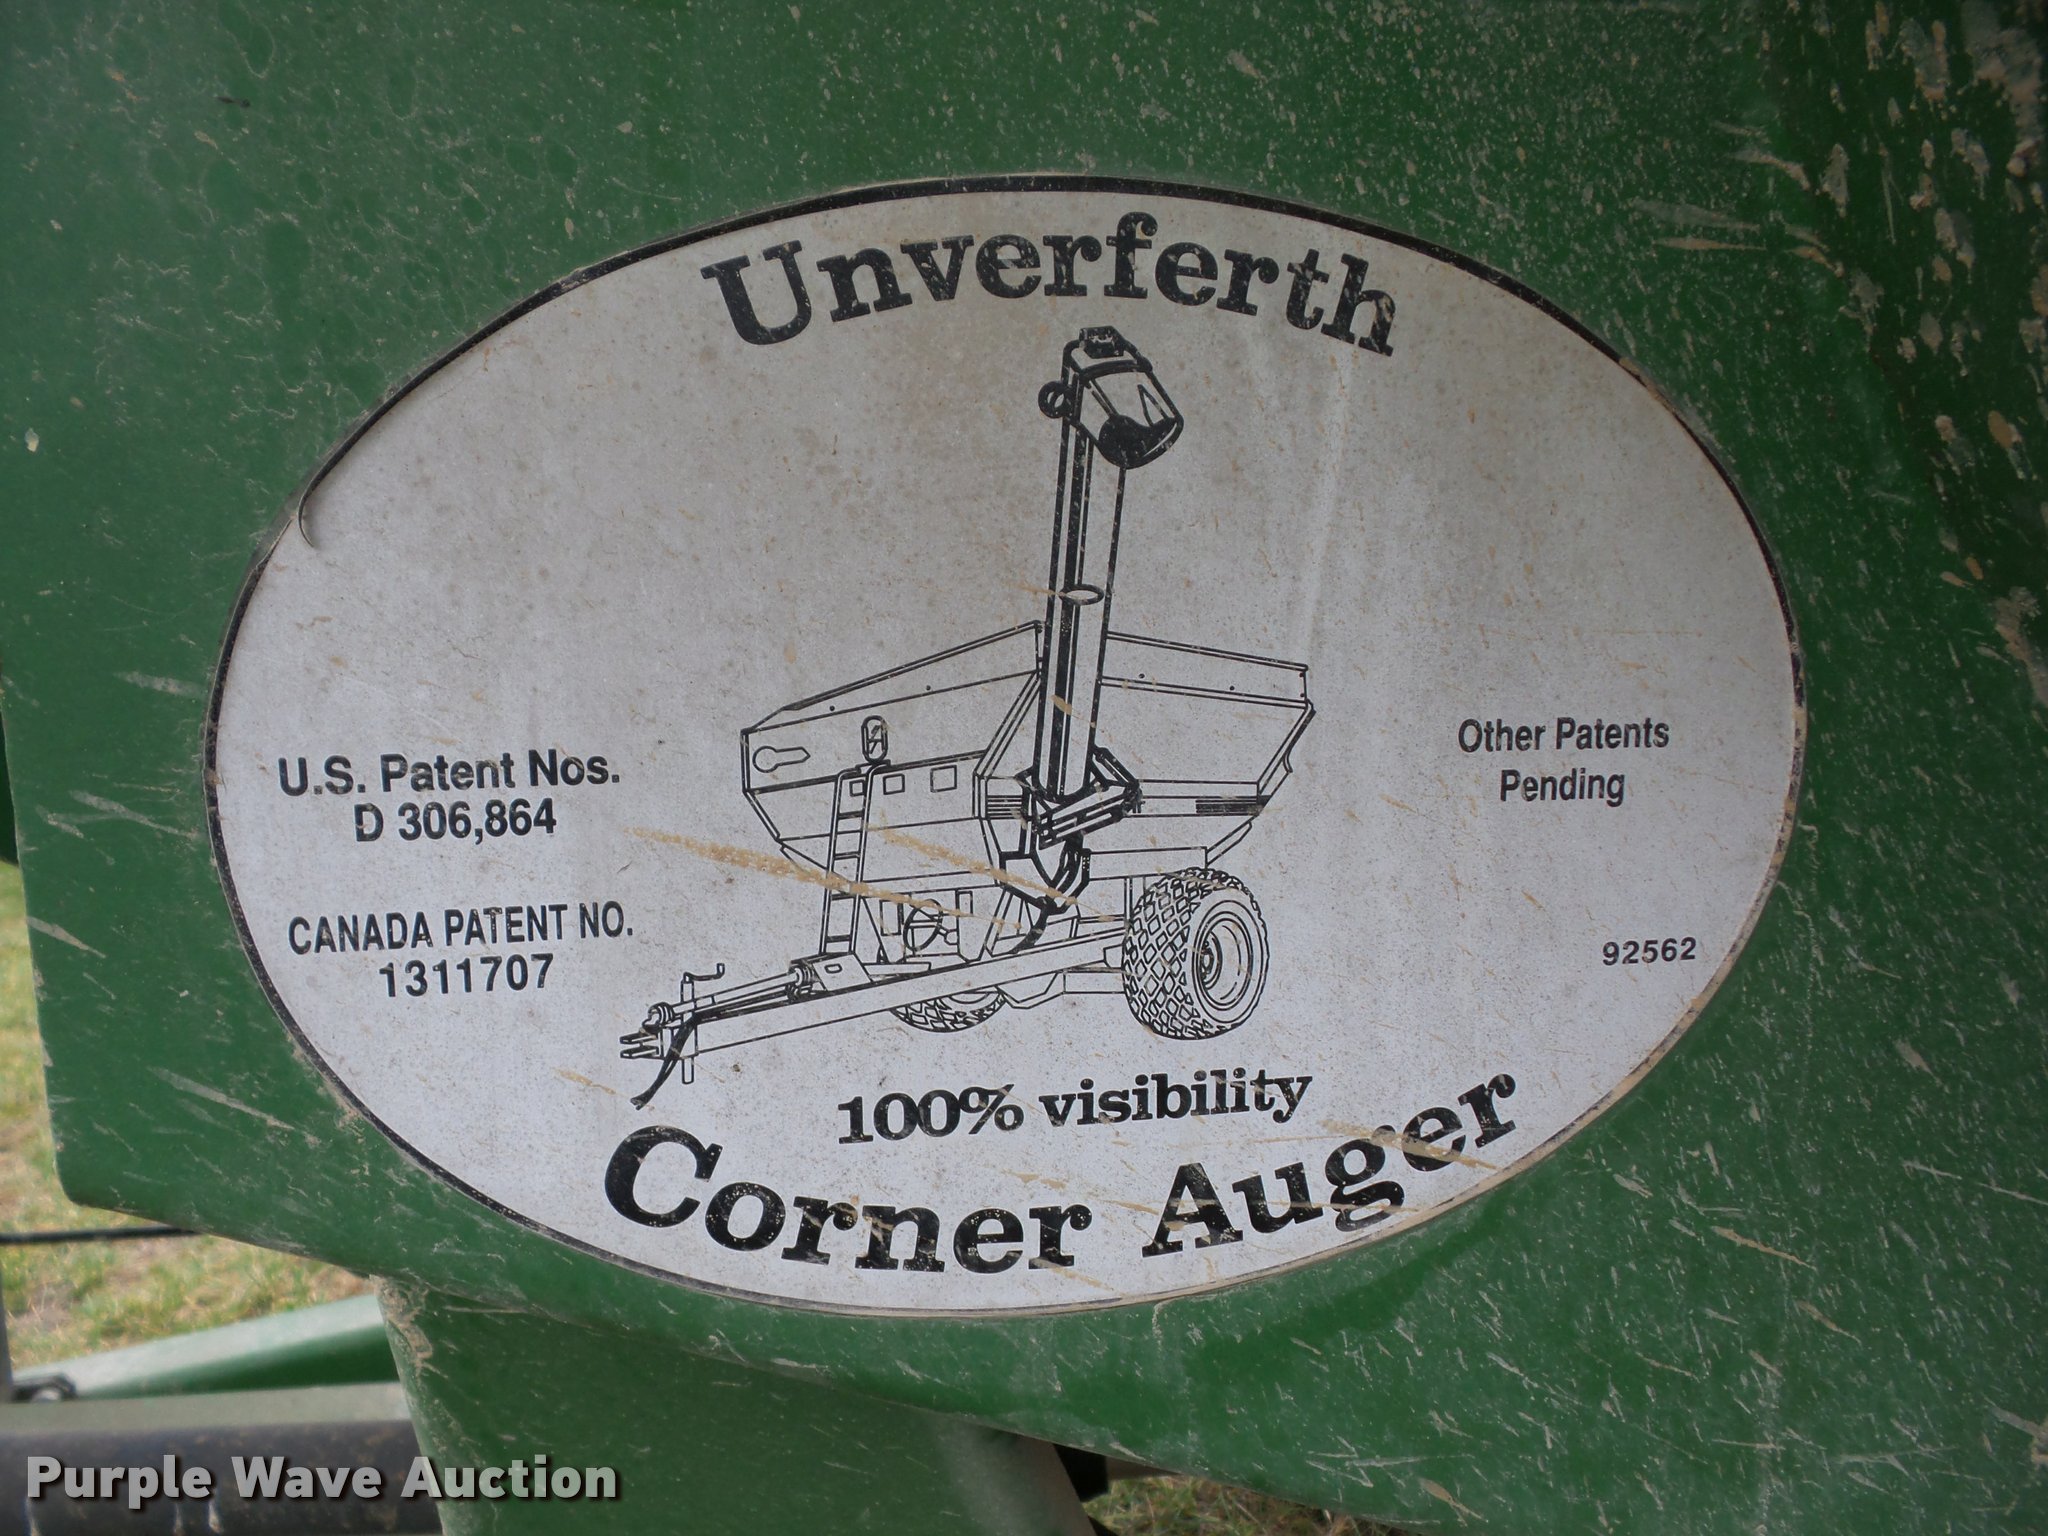 Unverferth
U.S. Patent Nos.
D 306,864
CANADA PATENT NO.
1311707
Other Patents
Pending
92562
100% visibility
Corner Auger
Purple Wave Auction